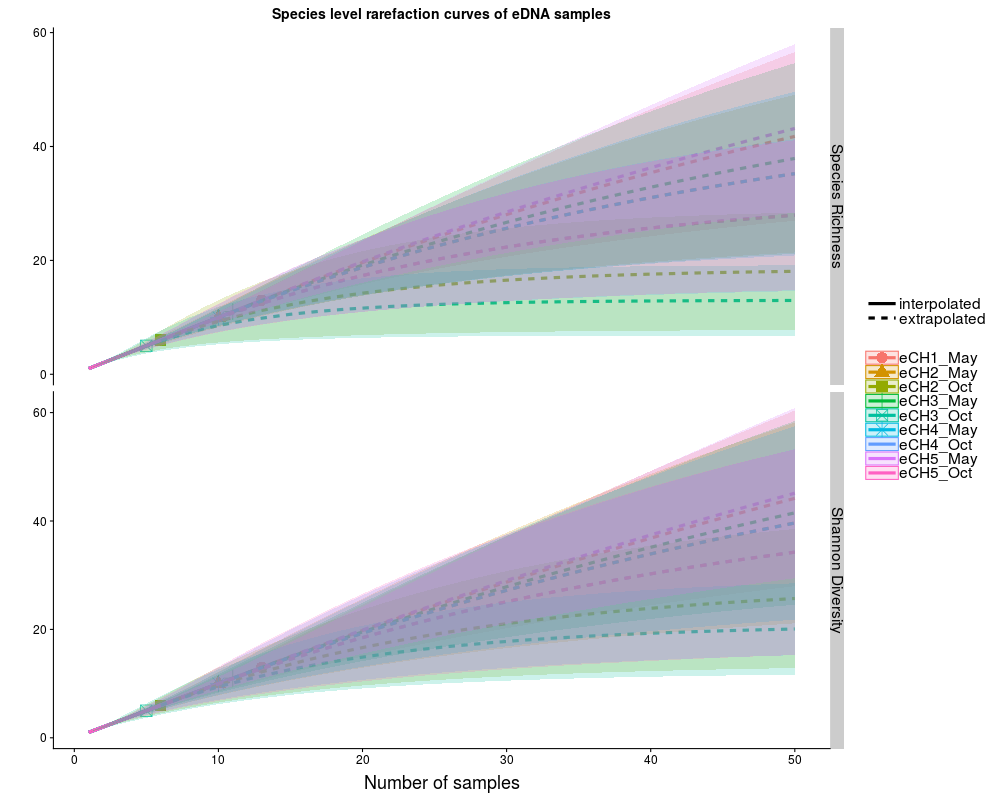 Species level rarefaction curves of eDNA samples
60
40
20
0
Species Richness
60
40
20
0
Shannon Diversity
0 10 20 30 40 50
Number of samples
interpolated
extrapolated
eCH1_May
eCH2_May
eCH2_Oct
eCH3_May
eCH3_Oct
eCH4_May
eCH4_Oct
eCH5_May
eCH5_Oct